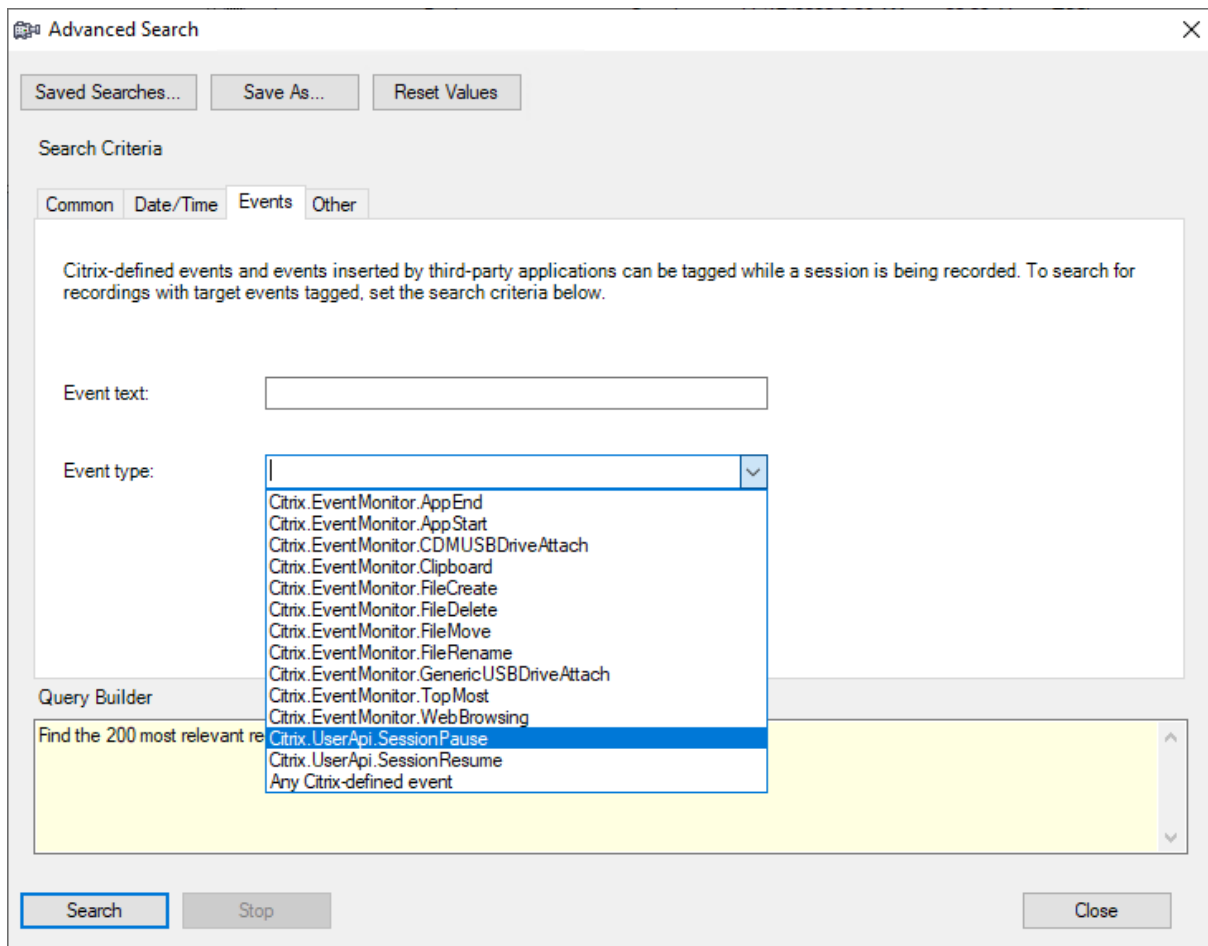 Advanced Search
Saved Searches...
Save As...
Reset Values
Search Criteria
Common
Date/Time
Events
Other
Citrix-defined events and events inserted by third-party applications can be tagged while a session is being recorded. To search for
recordings with target events tagged, set the search criteria below.
Event text:
Event type:
Citrix.EventMonitor.AppEnd
Citrix.EventMonitor.AppStart
Citrix.EventMonitor.CDMUSBDriveAttach
Citrix.EventMonitor.Clipboard
Citrix.EventMonitor.FileCreate
Citrix.EventMonitor.FileDelete
Citrix.EventMonitor.FileMove
Citrix.EventMonitor.FileRename
Citrix.EventMonitor.GenericUSBDriveAttach
Citrix.EventMonitor.TopMost
Citrix.EventMonitor.WebBrowsing
Citrix.UserApi.SessionPause
Citrix.UserApi.SessionResume
Any Citrix-defined event
Query Builder
Find the 200 most relevant re
Search
Stop
Close